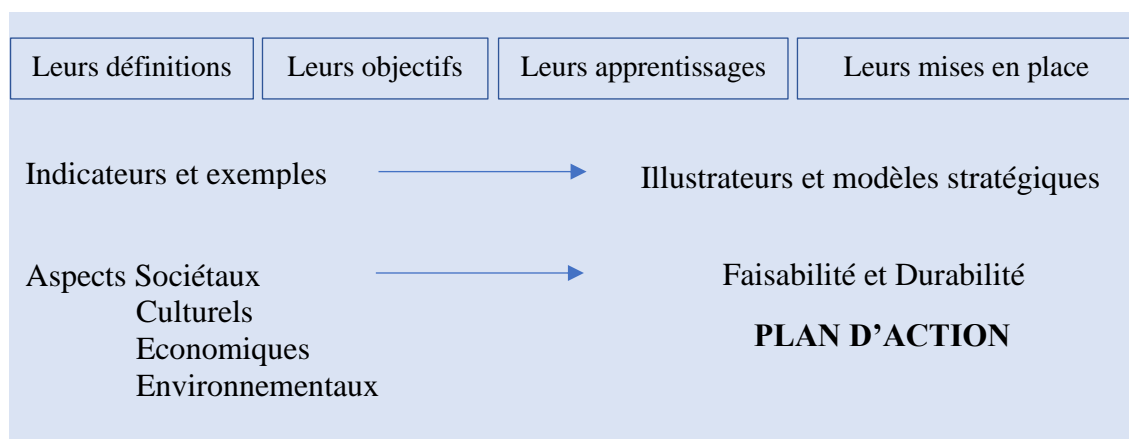 Leurs définitions
Leurs objectifs
Leurs apprentissages
Leurs mises en place
Indicateurs et exemples
Illustrateurs et modèles stratégiques
Aspects Sociétaux
Culturels
Economiques
Environnementaux
Faisabilité et Durabilité
PLAN D’ACTION